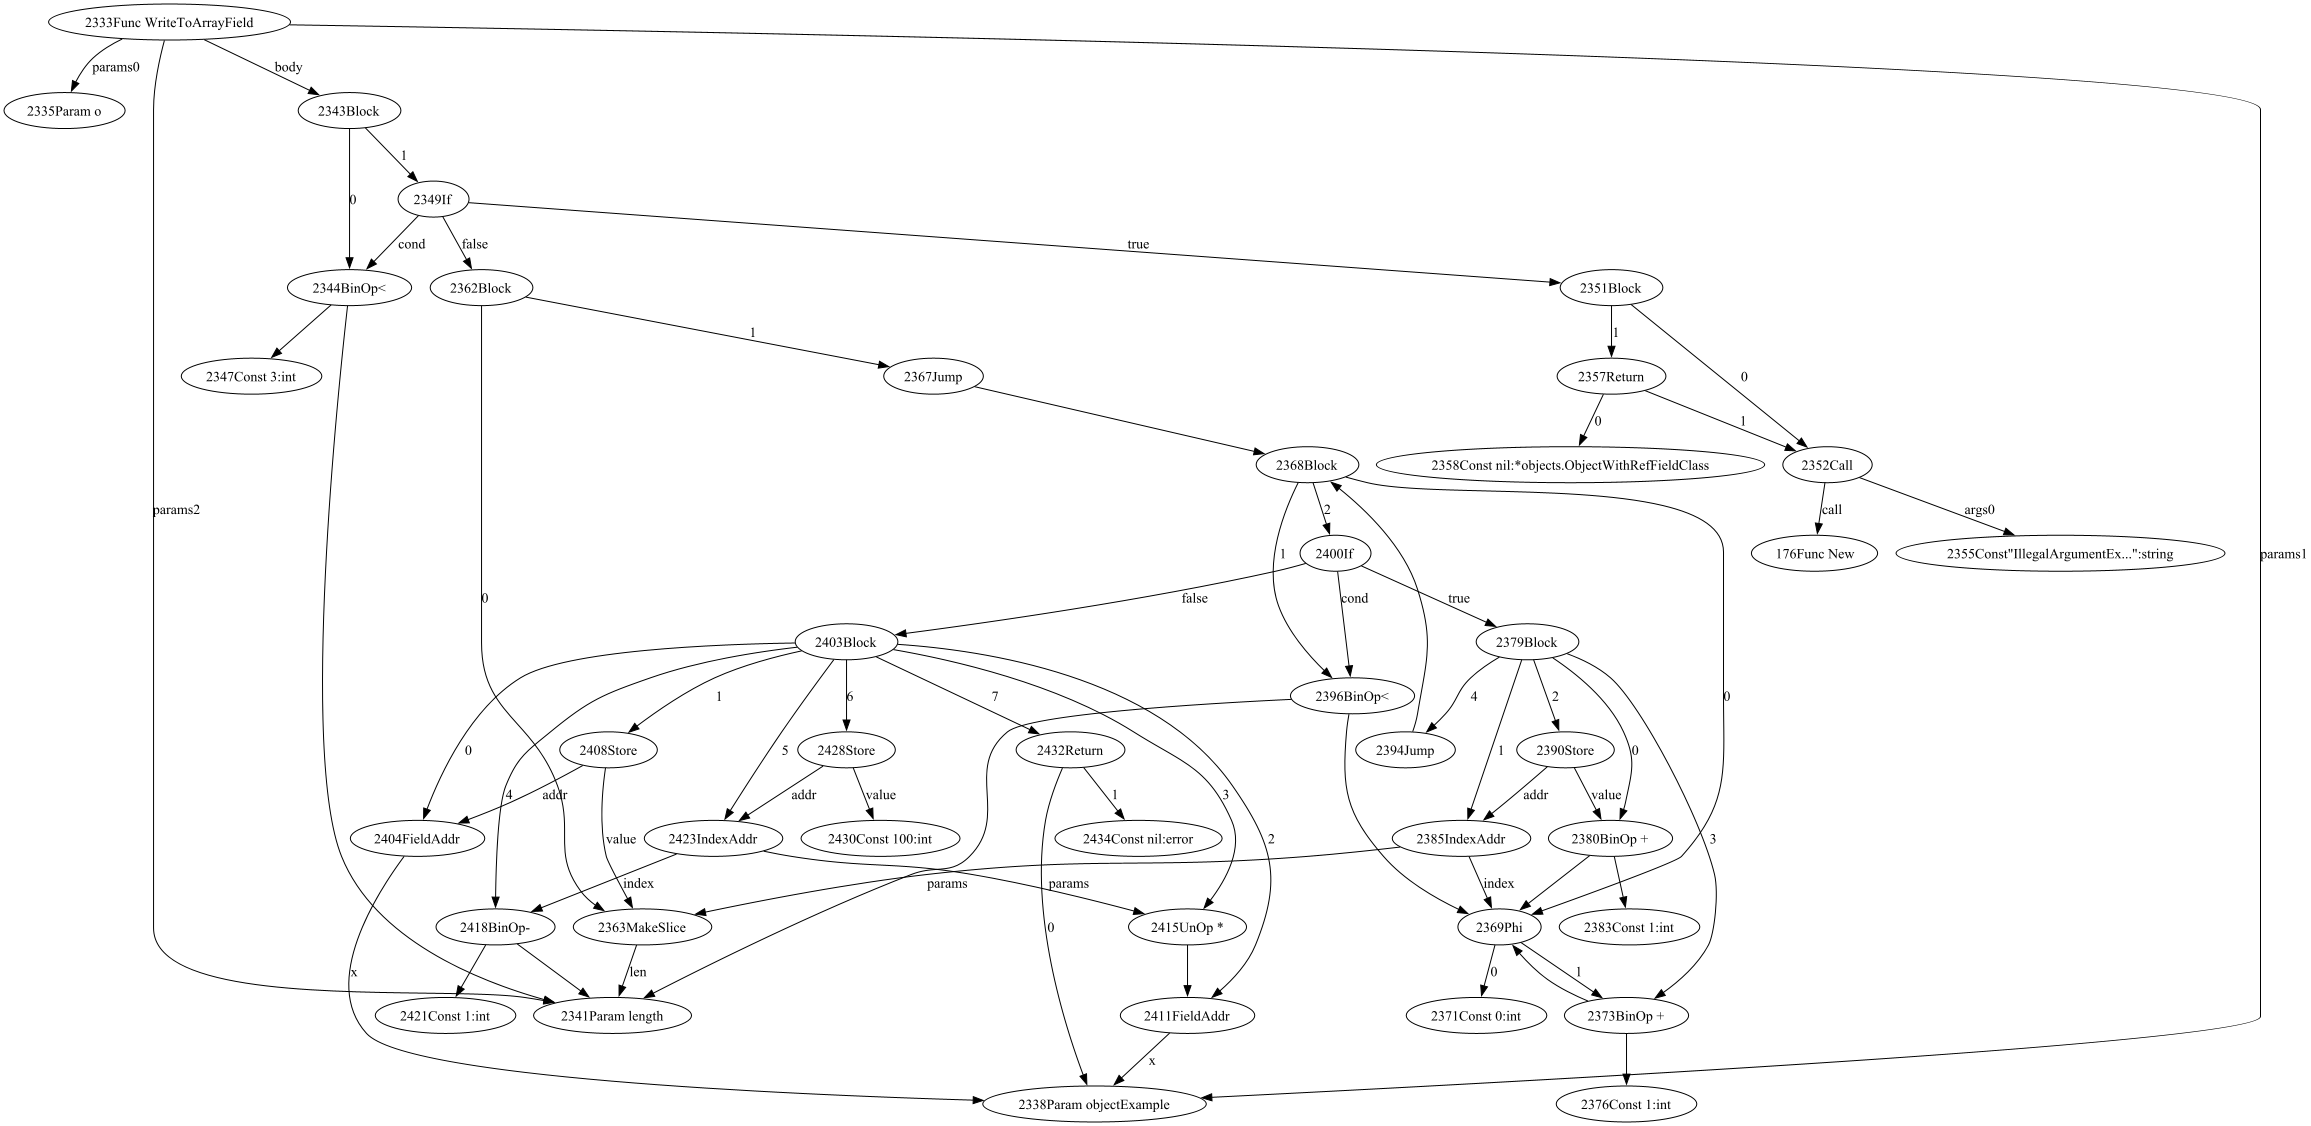 2333Func WriteToArrayField
params0
body
2335Param o
2343Block
1
0
2349If
cond
false
true
2344BinOp<
2362Block
2351Block
1
1
0
2347Const 3:int
2367Jump
2357Return
0
1
2368Block
2358Const nil:*objects.ObjectWithRefFieldClass
2352Call
params2
1
2
call
args0
2400If
176Func New
2355Const"IllegalArgumentEx...":string
params1
0
false
cond
true
2403Block
2379Block
1
6
7
4
2
0
2396BinOp<
0
5
3
1
0
2408Store
2428Store
2432Return
2394Jump
2390Store
4
addr
addr
value
1
addr
value
2404FieldAddr
value
2423IndexAddr
2430Const 100:int
2434Const nil:error
2
2385IndexAddr
2380BinOp +
3
index
params
params
index
2418BinOp-
2363MakeSlice
0
2415UnOp *
2369Phi
2383Const 1:int
x
len
0
1
2421Const 1:int
2341Param length
2411FieldAddr
2371Const 0:int
2373BinOp +
x
2338Param objectExample
2376Const 1:int